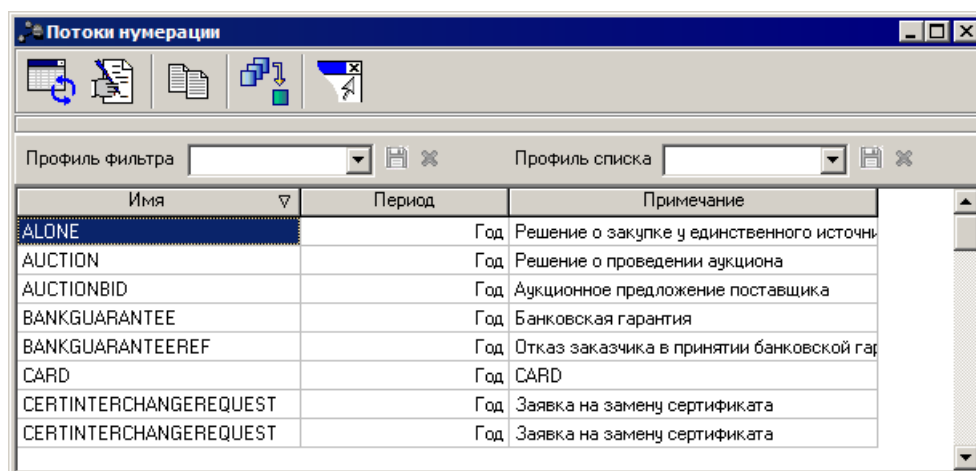 Потоки нумерации
Профиль фильтра Профиль списка
Имя Период Примечание
ALONE Год Решение о закупке у единственного
AUCTION Год Решение о проведении аукциона
AUCTIONBID Год Аукционное предложение поставщика
BANKGUARANTEE Год Банковская гарантия
BANKGUARANTEEREF Год Отказ заказчика в принятии банковской
CARD Год CARD
CERTINTERCHANGEREQUEST Год Заявка на замену сертификата
CERTINTERCHANGEREQUEST Год Заявка на замену сертификата